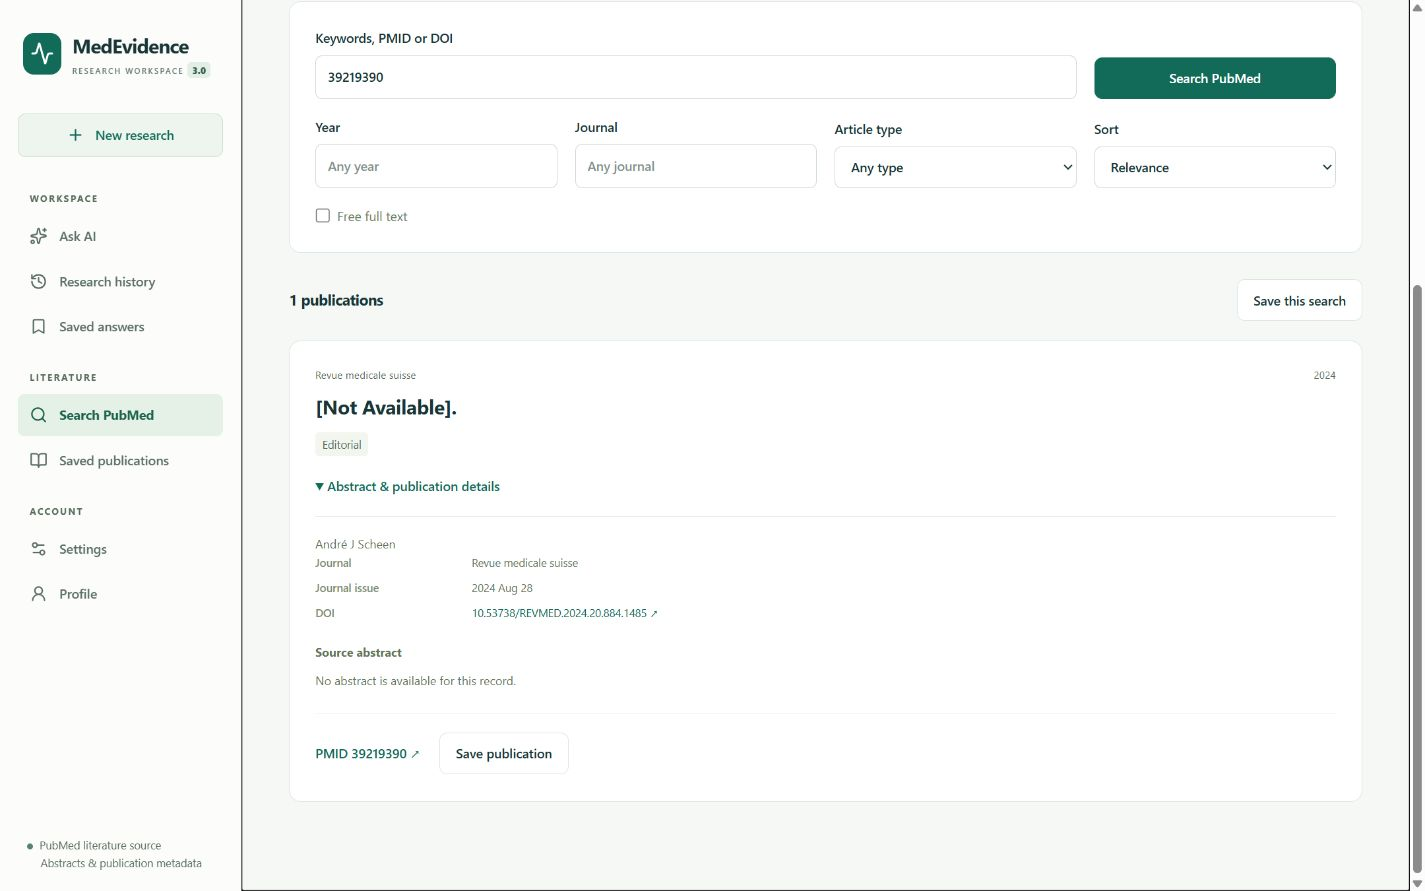 MedEvidence
RESEARCH WORKSPACE 3.0
New research
WORKSPACE
Ask AI
Research history
Saved answers
LITERATURE
Search PubMed
Saved publications
ACCOUNT
Settings
Profile
PubMed literature source
Abstracts & publication metadata
Keywords, PMID or DOI
39219390
Search PubMed
Year
Journal
Article type
Sort
Any year
Any journal
Any type
Relevance
Free full text
1 publications
Save this search
Revue medicale suisse
2024
[Not Available].
Editorial
▼ Abstract & publication details
André J Scheen
Journal Revue medicale suisse
Journal issue 2024 Aug 28
DOI 10.53738/REVMED.2024.20.884.1485 ↗
Source abstract
No abstract is available for this record.
PMID 39219390 ↗
Save publication